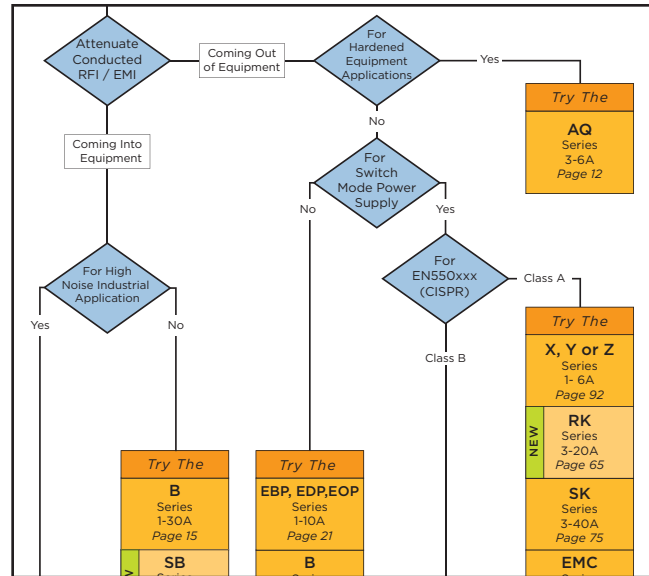 Attenuate
Conducted
RFI / EMI
Coming Out
of Equipment
For
Hardened
Equipment
Applications
Yes
Try The
AQ
Series
3-6A
Page 12
No
Coming Into
Equipment
For
Switch
Mode Power
Supply
No
Yes
For High
Noise Industrial
Application
For
EN550xxx
(CISPR)
Class A
Yes
No
Class B
Try The
X, Y or Z
Series
1- 6A
Page 92
NEW
RK
Series
3-20A
Page 65
SK
Series
3-40A
Page 75
EMC
Try The
B
Series
1-30A
Page 15
SB
Try The
EBP, EDP,EOP
Series
1-10A
Page 21
B